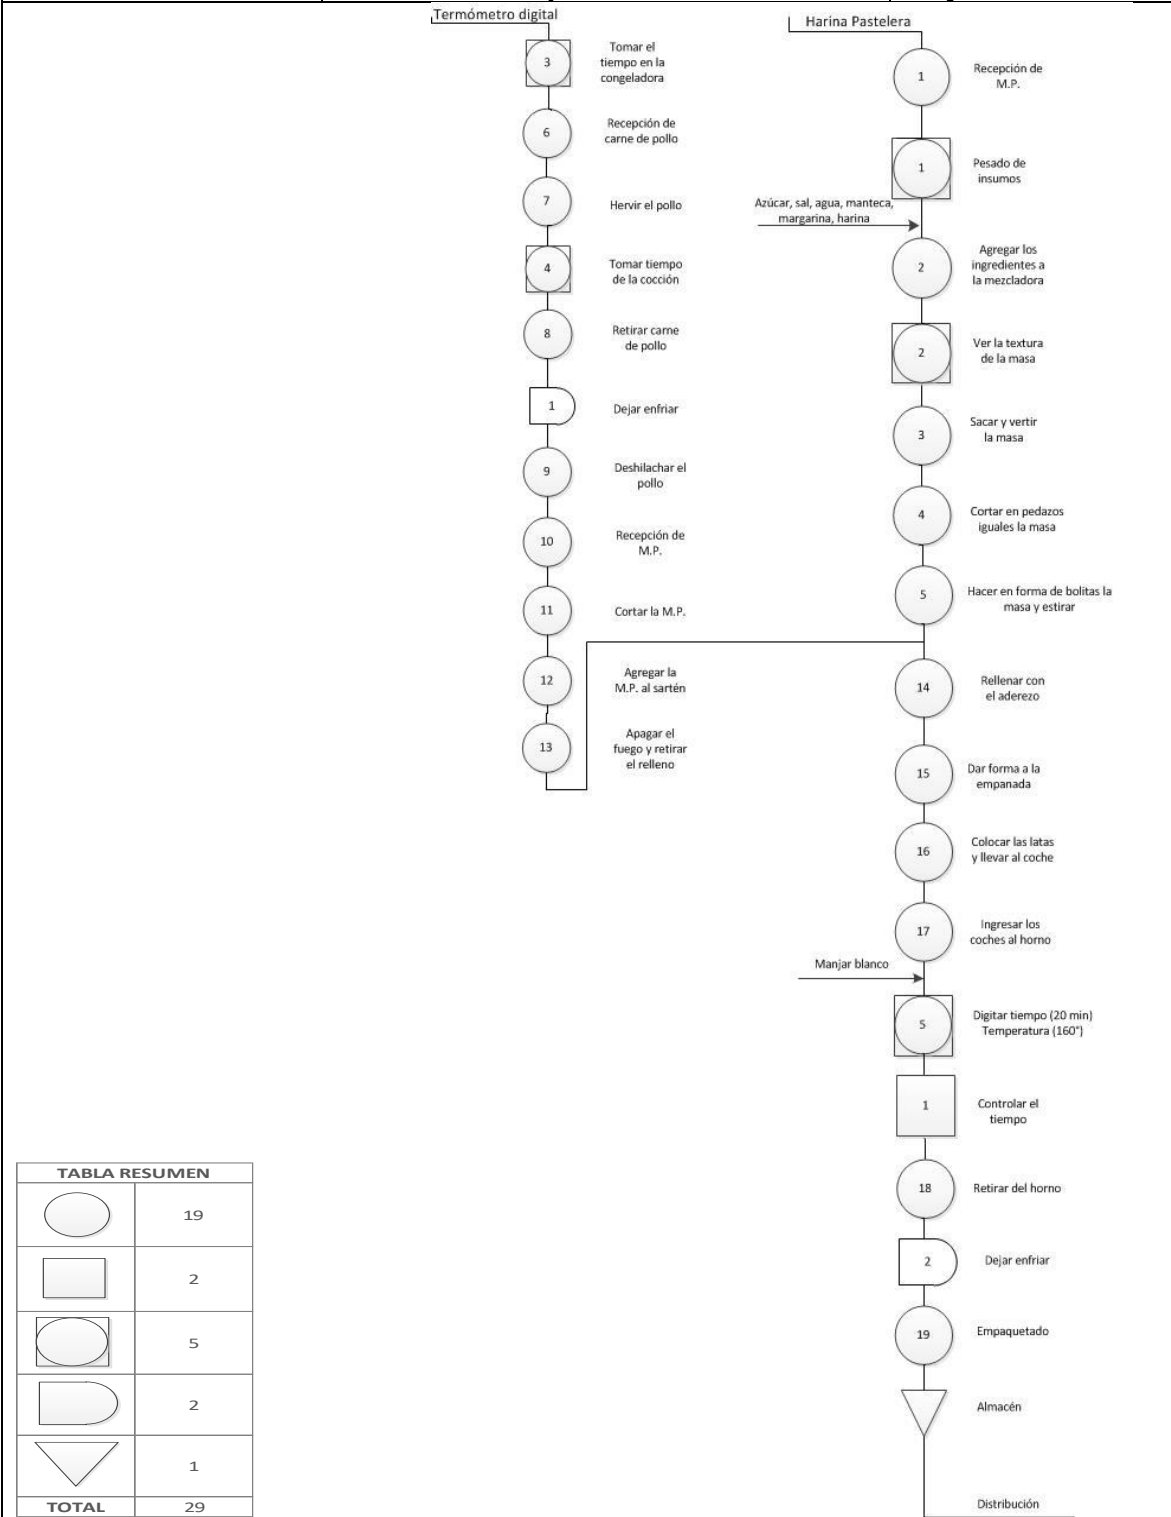 Termómetro digital
3
Tomar el
tiempo en la
congeladora
6
Recepción de
carne de pollo
7
Hervir el pollo
4
Tomar tiempo
de la cocción
8
Retirar carne
de pollo
1
Dejar enfriar
9
Deshilachar el
pollo
10
Recepción de
M.P.
11
Cortar la M.P.
12
Agregar la
M.P. al sartén
13
Apagar el
fuego y retirar
el relleno
Harina Pastelera
1
Recepción de
M.P.
1
Pesado de
insumos
Azúcar, sal, agua, manteca,
margarina, harina
2
Agregar los
ingredientes a
la mezcladora
2
Ver la textura
de la masa
3
Sacar y vertir
la masa
4
Cortar en pedazos
iguales la masa
5
Hacer en forma de bolitas la
masa y estirar
14
Rellenar con
el aderezo
15
Dar forma a la
empanada
16
Colocar las latas
y llevar al coche
17
Ingresar los
coches al horno
Manjar blanco
5
Digitar tiempo (20 min)
Temperatura (160°)
1
Controlar el
tiempo
18
Retirar del horno
2
Dejar enfriar
19
Empaquetado
Almacén
Distribución
TABLA RESUMEN
19
2
5
2
1
TOTAL 29